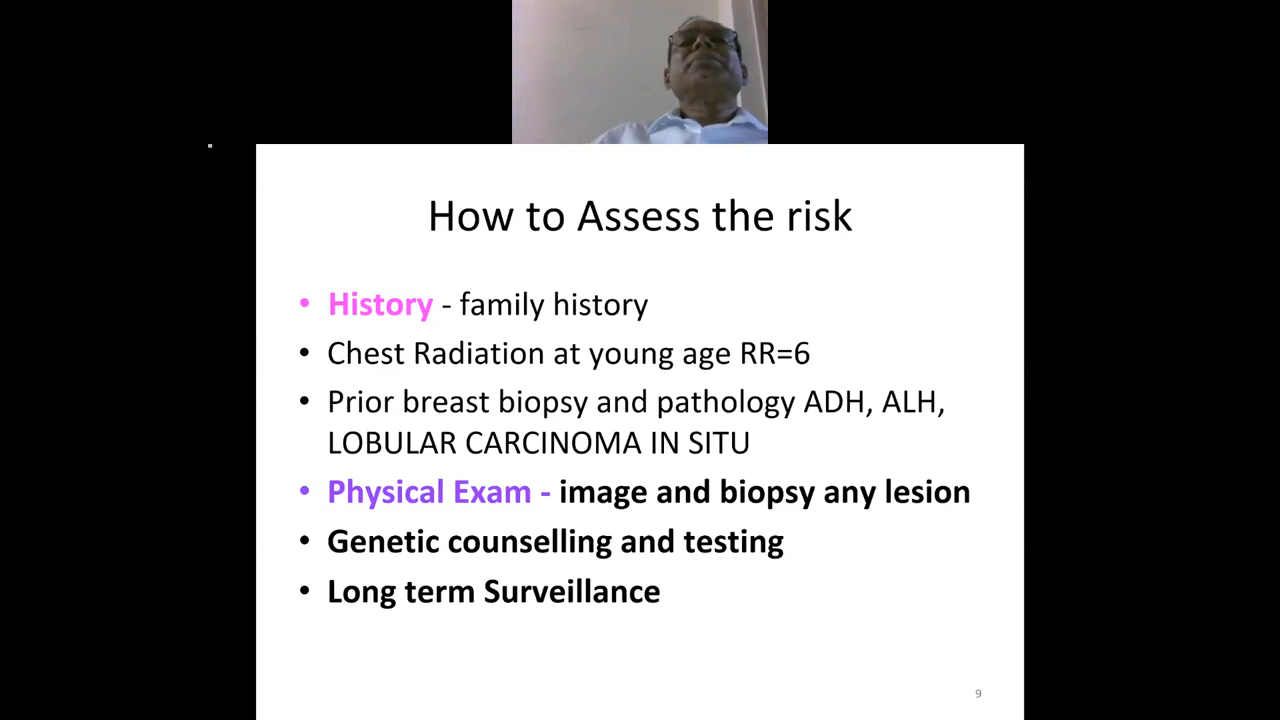 How to Assess the risk
• History - family history
• Chest Radiation at young age RR=6
• Prior breast biopsy and pathology ADH, ALH,
LOBULAR CARCINOMA IN SITU
• Physical Exam - image and biopsy any lesion
• Genetic counselling and testing
• Long term Surveillance
9